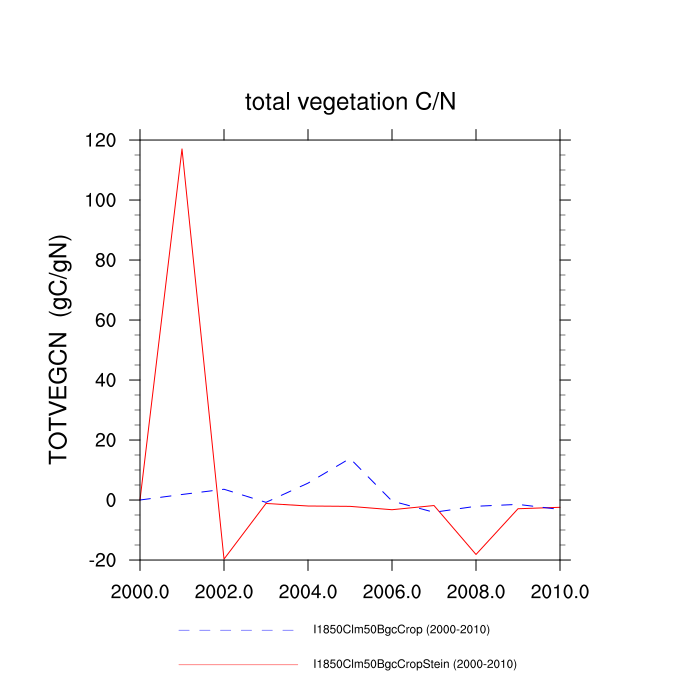 total vegetation C/N
TOTVEGCN (gC/gN)
120
100
80
60
40
20
0
-20
2000.0 2002.0 2004.0 2006.0 2008.0 2010.0
I1850Clm50BgcCrop (2000-2010)
I1850Clm50BgcCropStein (2000-2010)